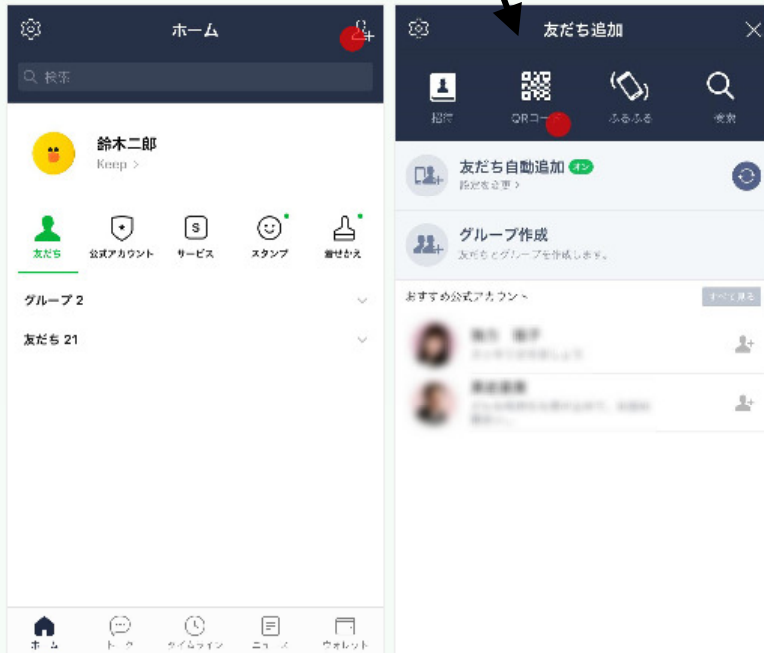 ホーム
検索
鈴木二郎
Keep >
友だち
公式アカウント
サービス
スタンプ
着せかえ
グループ 2
友だち 21
ホーム
トーク
タイムライン
ニュース
ウォレット
友だち追加
招待
QRコード
ふるふる
検索
友だち自動追加 オン
設定を変更 >
グループ作成
友だちとグループを作成します。
おすすめ公式アカウント
すべて見る